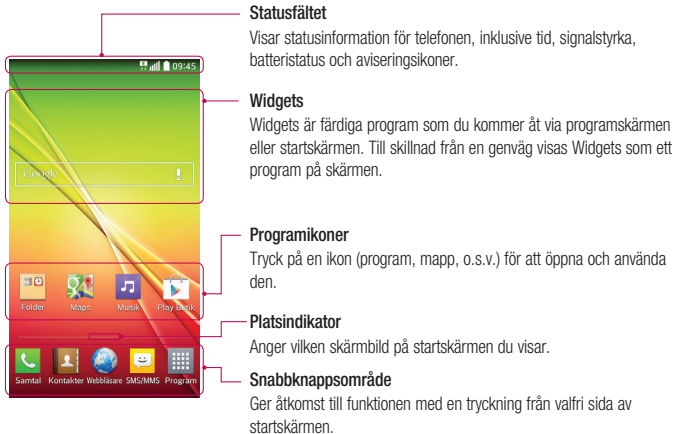 Statusfältet
Visar statusinformation för telefonen, inklusive tid, signalstyrka,
batteristatus och aviseringsikoner.
09:45
Widgets
Widgets är färdiga program som du kommer åt via programskärmen
eller startskärmen. Till skillnad från en genväg visas Widgets som ett
program på skärmen.
Google
Programikoner
Tryck på en ikon (program, mapp, o.s.v.) för att öppna och använda
den.
Folder Maps Musik Play Butik
Platsindikator
Anger vilken skärmbild på startskärmen du visar.
Samtal Kontakter Webbläsare SMS/MMS Program
Snabbknappsområde
Ger åtkomst till funktionen med en tryckning från valfri sida av
startskärmen.